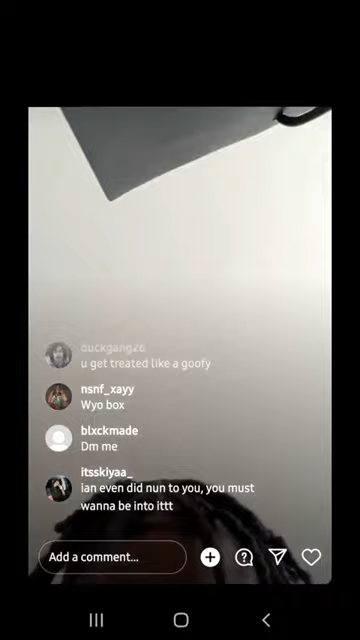 duckgang26
u get treated like a goofy
nsnf_xayy
Wyo box
blxckmade
Dm me
itsskiyaa_
ian even did nun to you, you must
wanna be into ittt
Add a comment...